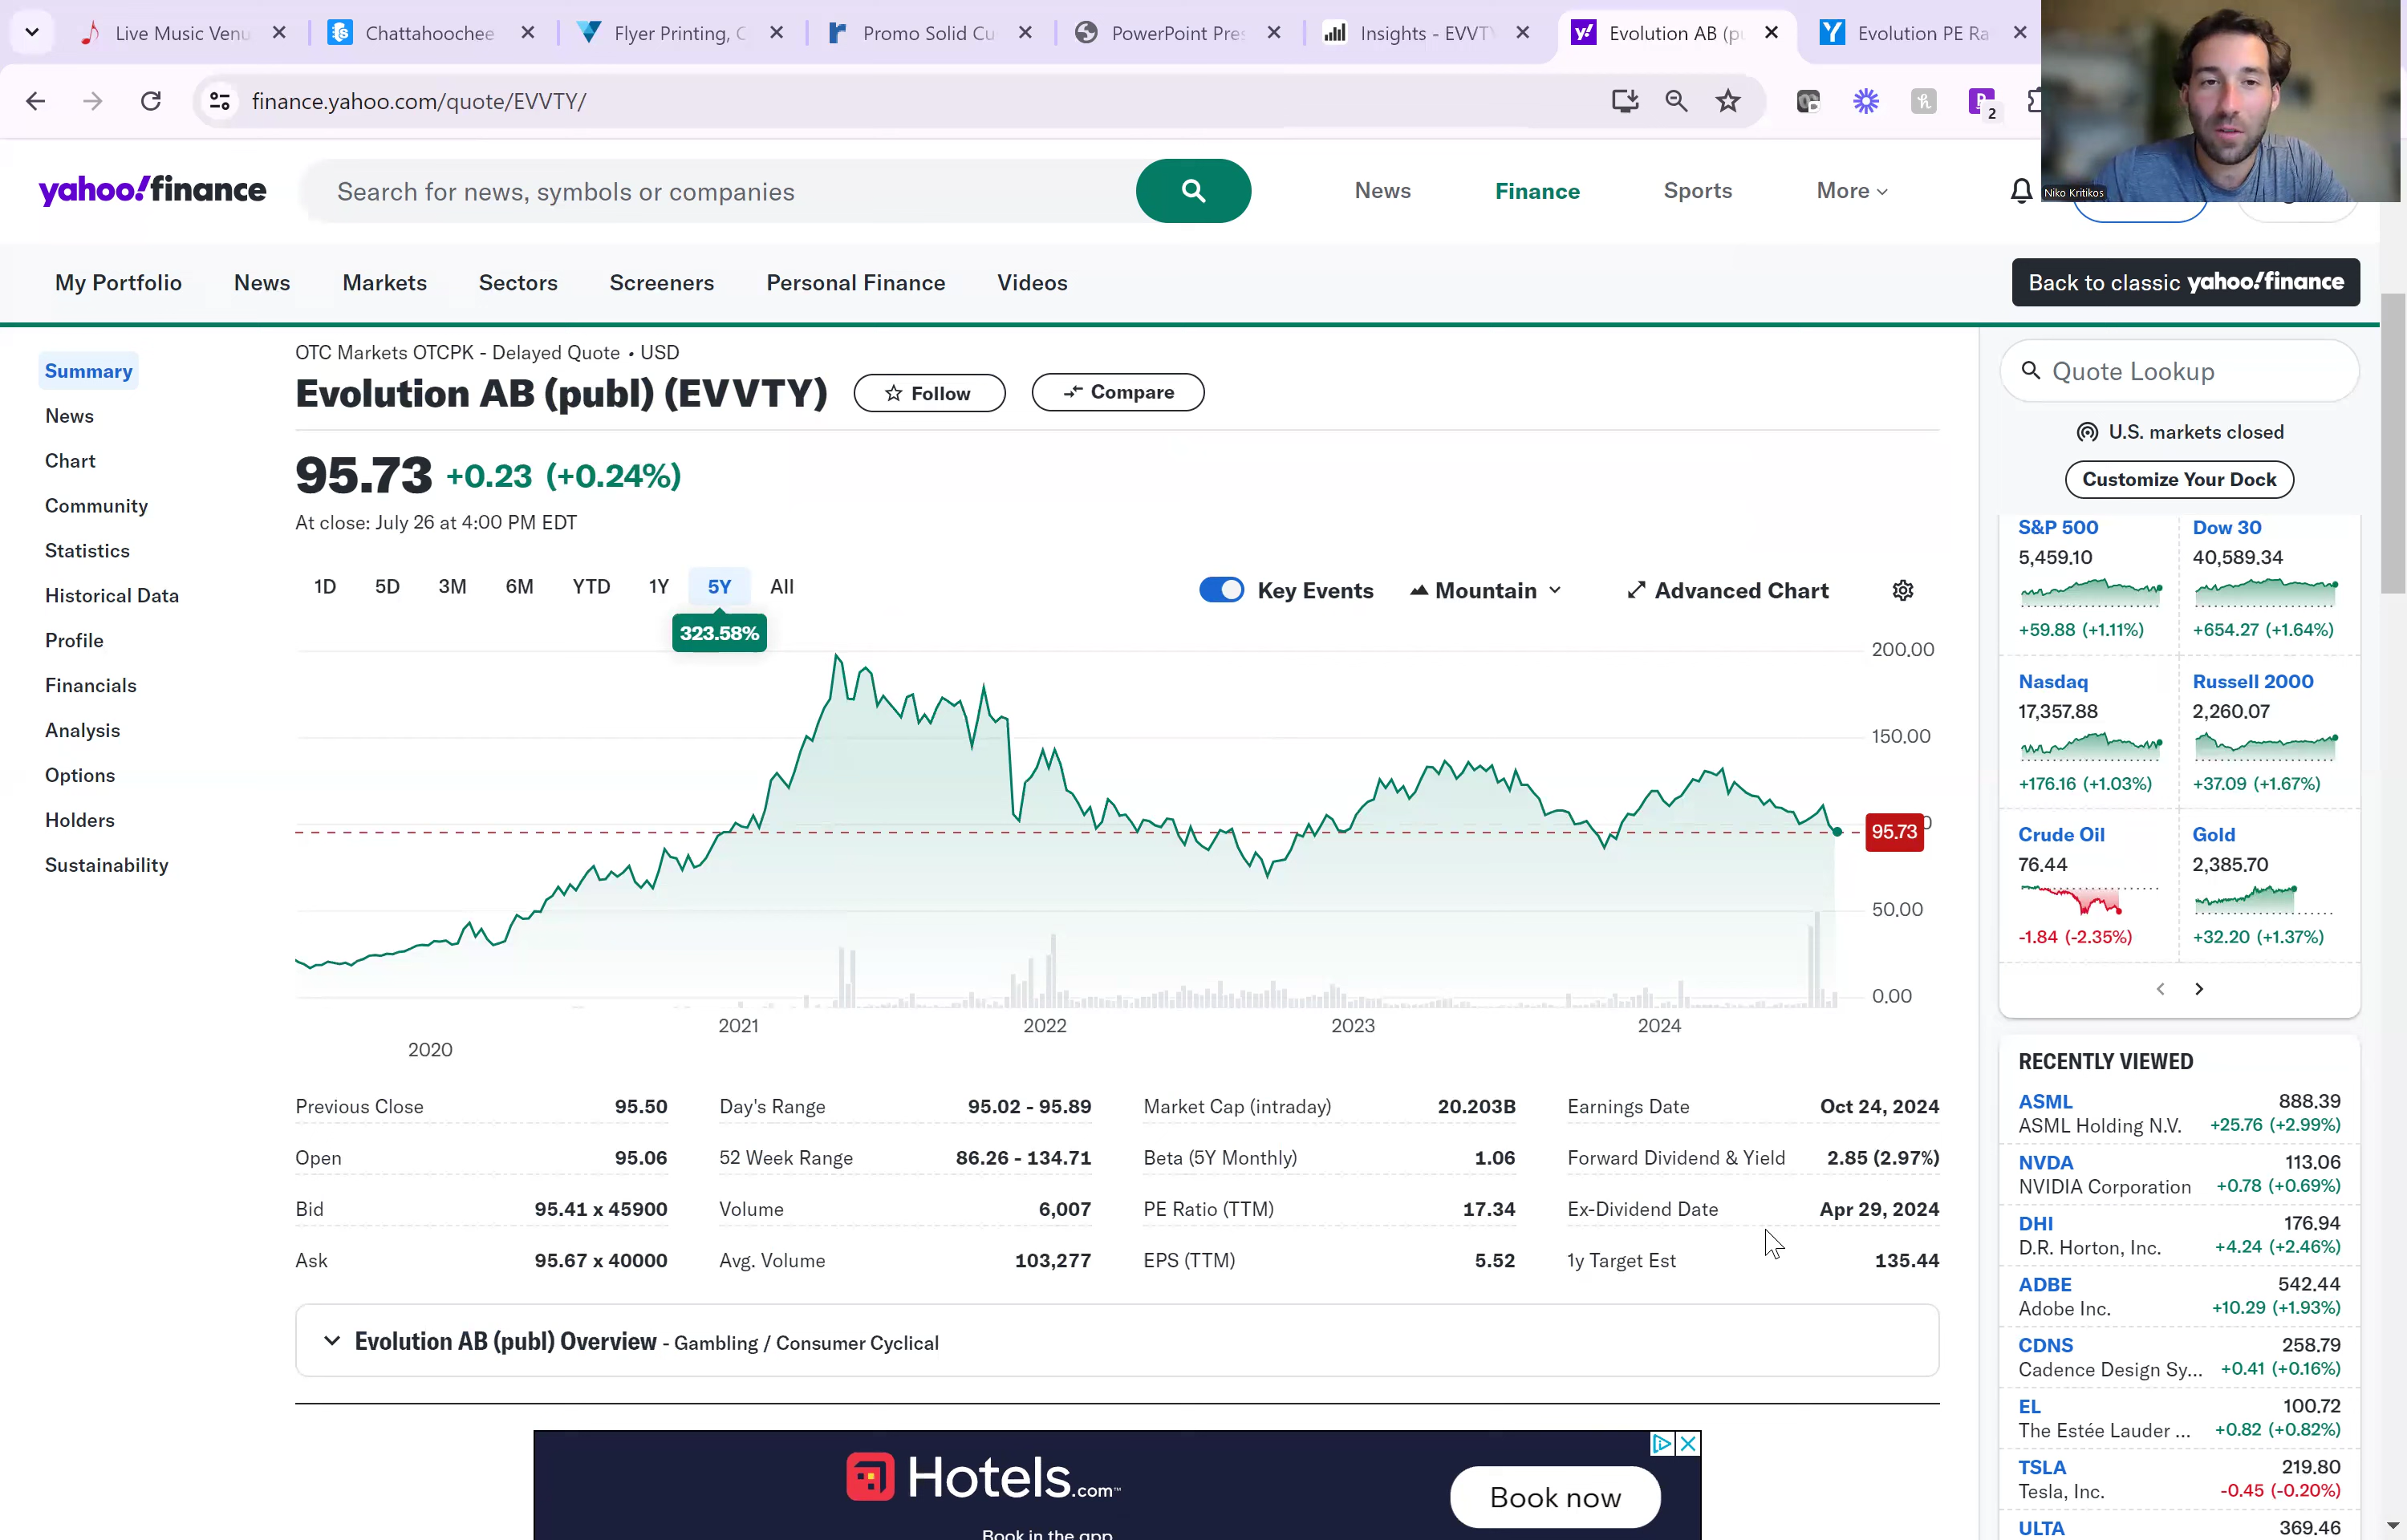 Live Music Venu
Chattahoochee
Flyer Printing, C
Promo Solid Cu
PowerPoint Pres
Insights - EVVTY
Evolution AB (pu
Evolution PE Ra
finance.yahoo.com/quote/EVVTY/
2
Niko Kritikos
yahoo!finance
Search for news, symbols or companies
News
Finance
Sports
More
My Portfolio
News
Markets
Sectors
Screeners
Personal Finance
Videos
Back to classic yahoo!finance
Summary
News
Chart
Community
Statistics
Historical Data
Profile
Financials
Analysis
Options
Holders
Sustainability
OTC Markets OTCPK - Delayed Quote • USD
Evolution AB (publ) (EVVTY)
Follow
Compare
95.73 +0.23 (+0.24%)
At close: July 26 at 4:00 PM EDT
1D 5D 3M 6M YTD 1Y 5Y All
323.58%
Key Events
Mountain
Advanced Chart
200.00
150.00
95.73
50.00
0.00
2020
2021
2022
2023
2024
Previous Close 95.50
Open 95.06
Bid 95.41 x 45900
Ask 95.67 x 40000
Day's Range 95.02 - 95.89
52 Week Range 86.26 - 134.71
Volume 6,007
Avg. Volume 103,277
Market Cap (intraday) 20.203B
Beta (5Y Monthly) 1.06
PE Ratio (TTM) 17.34
EPS (TTM) 5.52
Earnings Date Oct 24, 2024
Forward Dividend & Yield 2.85 (2.97%)
Ex-Dividend Date Apr 29, 2024
1y Target Est 135.44
Evolution AB (publ) Overview - Gambling / Consumer Cyclical
Hotels.com™
Book in the app
Book now
Quote Lookup
U.S. markets closed
Customize Your Dock
S&P 500
5,459.10
+59.88 (+1.11%)
Dow 30
40,589.34
+654.27 (+1.64%)
Nasdaq
17,357.88
+176.16 (+1.03%)
Russell 2000
2,260.07
+37.09 (+1.67%)
Crude Oil
76.44
-1.84 (-2.35%)
Gold
2,385.70
+32.20 (+1.37%)
RECENTLY VIEWED
ASML 888.39
ASML Holding N.V. +25.76 (+2.99%)
NVDA 113.06
NVIDIA Corporation +0.78 (+0.69%)
DHI 176.94
D.R. Horton, Inc. +4.24 (+2.46%)
ADBE 542.44
Adobe Inc. +10.29 (+1.93%)
CDNS 258.79
Cadence Design Sy... +0.41 (+0.16%)
EL 100.72
The Estée Lauder ... +0.82 (+0.82%)
TSLA 219.80
Tesla, Inc. -0.45 (-0.20%)
ULTA 369.46